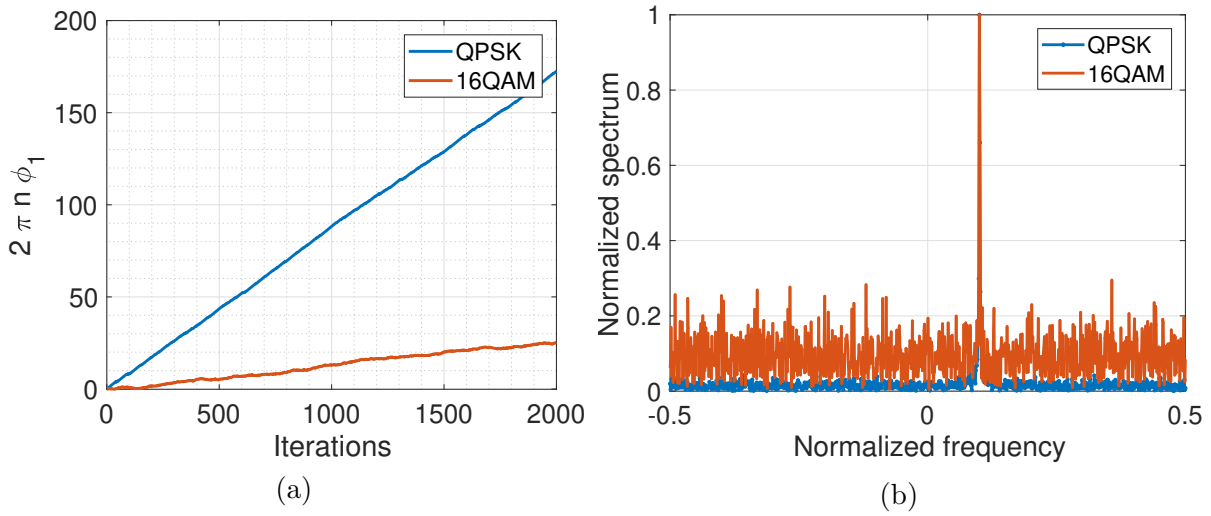 200
150
100
50
0
2 π n ϕ_1
0 500 1000 1500 2000
Iterations
QPSK
16QAM
(a)
1
0.8
0.6
0.4
0.2
0
Normalized spectrum
-0.5 0 0.5
Normalized frequency
QPSK
16QAM
(b)